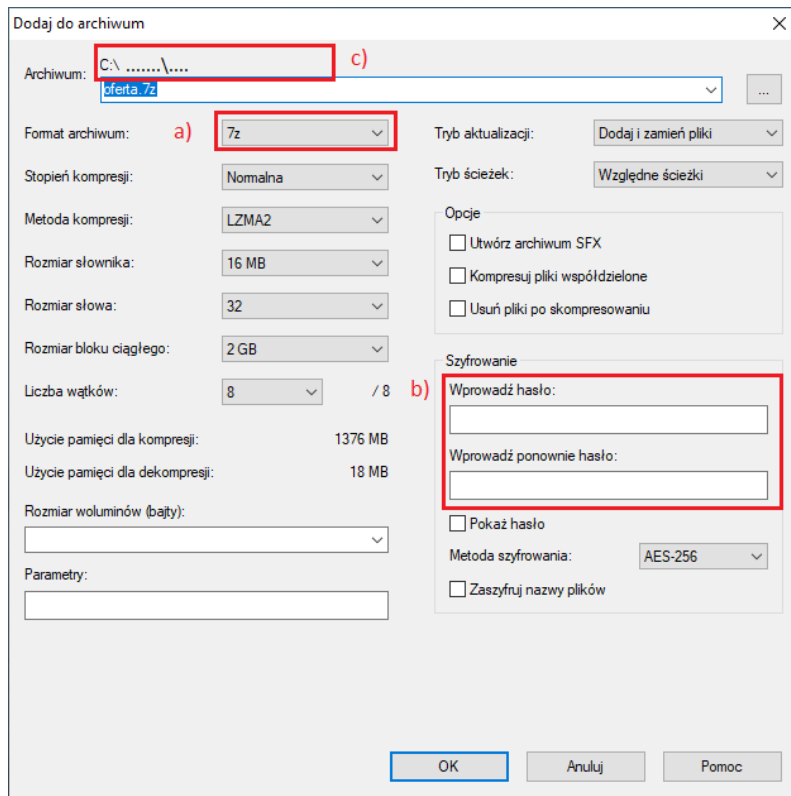 Dodaj do archiwum
Archiwum: C:\ .......\....
c)
oferta.7z
...
Format archiwum: a) 7z
Stopień kompresji: Normalna
Metoda kompresji: LZMA2
Rozmiar słownika: 16 MB
Rozmiar słowa: 32
Rozmiar bloku ciągłego: 2 GB
Liczba wątków: 8 / 8
Użycie pamięci dla kompresji: 1376 MB
Użycie pamięci dla dekompresji: 18 MB
Rozmiar woluminów (bajty):
Parametry:
Tryb aktualizacji: Dodaj i zamień pliki
Tryb ścieżek: Względne ścieżki
Opcje
Utwórz archiwum SFX
Kompresuj pliki współdzielone
Usuń pliki po skompresowaniu
Szyfrowanie
b) Wprowadź hasło:
Wprowadź ponownie hasło:
Pokaż hasło
Metoda szyfrowania: AES-256
Zaszyfruj nazwy plików
OK Anuluj Pomoc